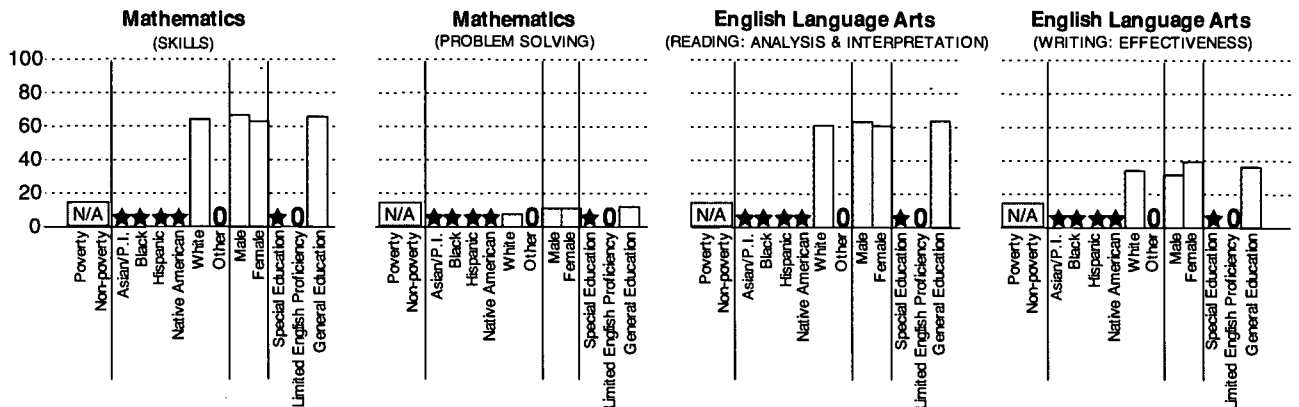 Mathematics
(SKILLS)
100
80
60
40
20
0
N/A
0
0
Poverty
Non-poverty
Asian/P.I.
Black
Hispanic
Native American
White
Other
Male
Female
Special Education
Limited English Proficiency
General Education
Mathematics
(PROBLEM SOLVING)
N/A
0
0
Poverty
Non-poverty
Asian/P.I.
Black
Hispanic
Native American
White
Other
Male
Female
Special Education
Limited English Proficiency
General Education
English Language Arts
(READING: ANALYSIS & INTERPRETATION)
N/A
0
0
Poverty
Non-poverty
Asian/P.I.
Black
Hispanic
Native American
White
Other
Male
Female
Special Education
Limited English Proficiency
General Education
English Language Arts
(WRITING: EFFECTIVENESS)
N/A
0
0
Poverty
Non-poverty
Asian/P.I.
Black
Hispanic
Native American
White
Other
Male
Female
Special Education
Limited English Proficiency
General Education